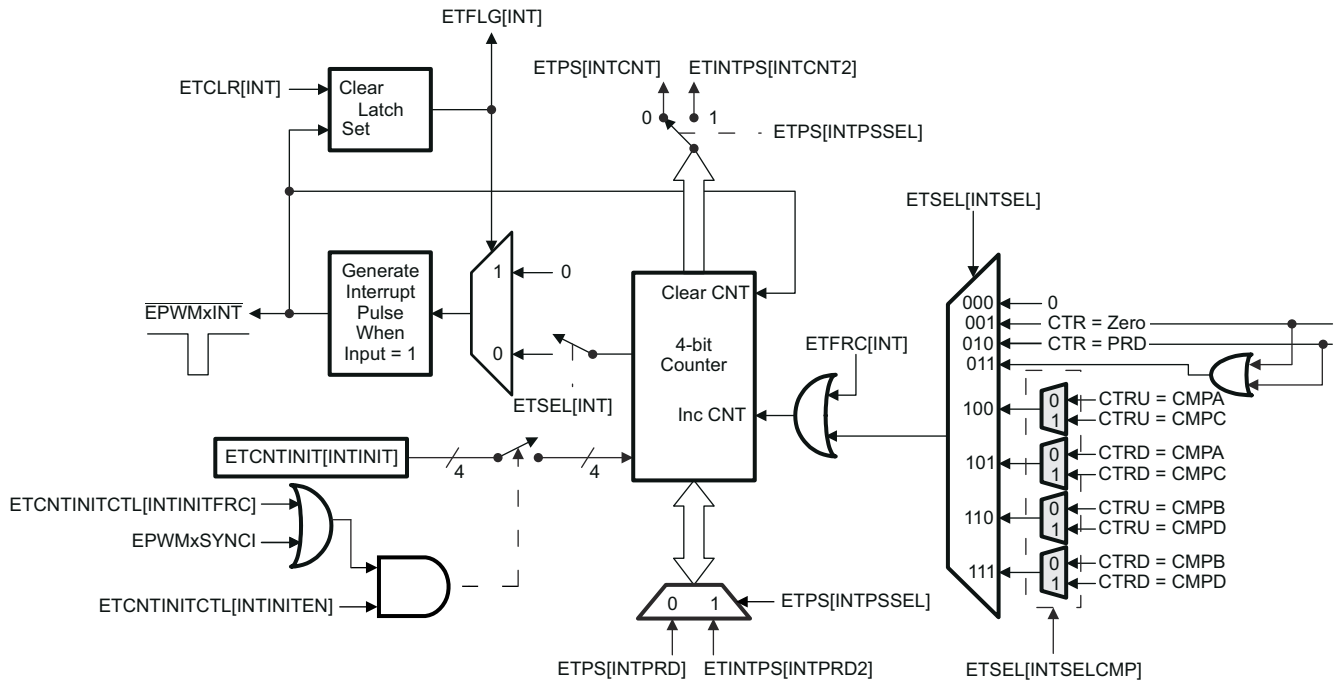 ETFLG[INT]
ETCLR[INT]
Clear
Latch
Set
ETPS[INTCNT]
ETINTPS[INTCNT2]
0
1
ETPS[INTPSSEL]
ETSEL[INTSEL]
EPWMxINT
Generate
Interrupt
Pulse
When
Input = 1
1
0
0
ETSEL[INT]
Clear CNT
4-bit
Counter
Inc CNT
ETFRC[INT]
000
0
001
CTR = Zero
010
CTR = PRD
011
100
0
CTRU = CMPA
1
CTRU = CMPC
101
0
CTRD = CMPA
1
CTRD = CMPC
110
0
CTRU = CMPB
1
CTRU = CMPD
111
0
CTRD = CMPB
1
CTRD = CMPD
ETSEL[INTSELCMP]
ETCNTINIT[INTINIT]
4
4
ETCNTINITCTL[INTINITFRC]
EPWMxSYNCI
ETCNTINITCTL[INTINITEN]
0 1
ETPS[INTPSSEL]
ETPS[INTPRD]
ETINTPS[INTPRD2]